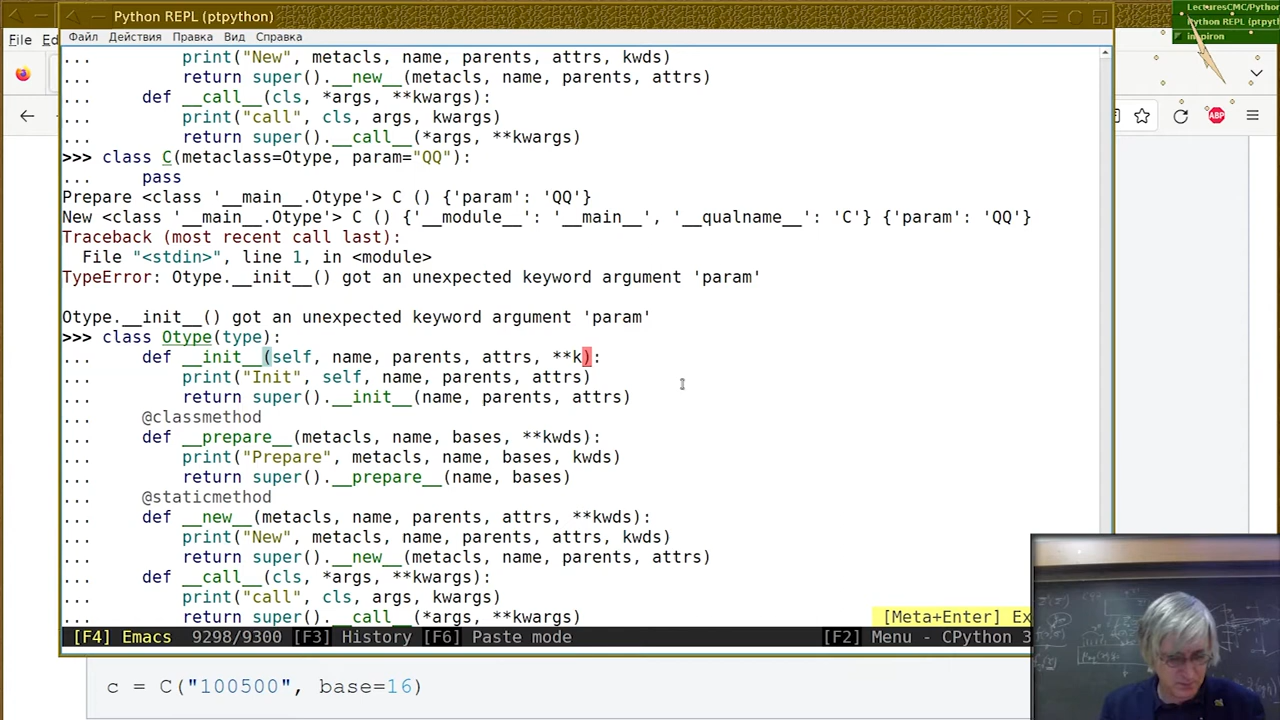 Python REPL (ptpython)
LecturesCMC/Python
Python REPL (ptpyth
inspiron
File Ed
Файл Действия Правка Вид Справка
ABP
... print("New", metacls, name, parents, attrs, kwds)
... return super().__new__(metacls, name, parents, attrs)
... def __call__(cls, *args, **kwargs):
... print("call", cls, args, kwargs)
... return super().__call__(*args, **kwargs)
>>> class C(metaclass=Otype, param="QQ"):
... pass
Prepare <class '__main__.Otype'> C () {'param': 'QQ'}
New <class '__main__.Otype'> C () {'__module__': '__main__', '__qualname__': 'C'} {'param': 'QQ'}
Traceback (most recent call last):
File "<stdin>", line 1, in <module>
TypeError: Otype.__init__() got an unexpected keyword argument 'param'
Otype.__init__() got an unexpected keyword argument 'param'
>>> class Otype(type):
... def __init__(self, name, parents, attrs, **k):
... print("Init", self, name, parents, attrs)
... return super().__init__(name, parents, attrs)
... @classmethod
... def __prepare__(metacls, name, bases, **kwds):
... print("Prepare", metacls, name, bases, kwds)
... return super().__prepare__(name, bases)
... @staticmethod
... def __new__(metacls, name, parents, attrs, **kwds):
... print("New", metacls, name, parents, attrs, kwds)
... return super().__new__(metacls, name, parents, attrs)
... def __call__(cls, *args, **kwargs):
... print("call", cls, args, kwargs)
... return super().__call__(*args, **kwargs)
[Meta+Enter] Ex
[F4] Emacs 9298/9300 [F3] History [F6] Paste mode [F2] Menu - CPython 3
c = C("100500", base=16)